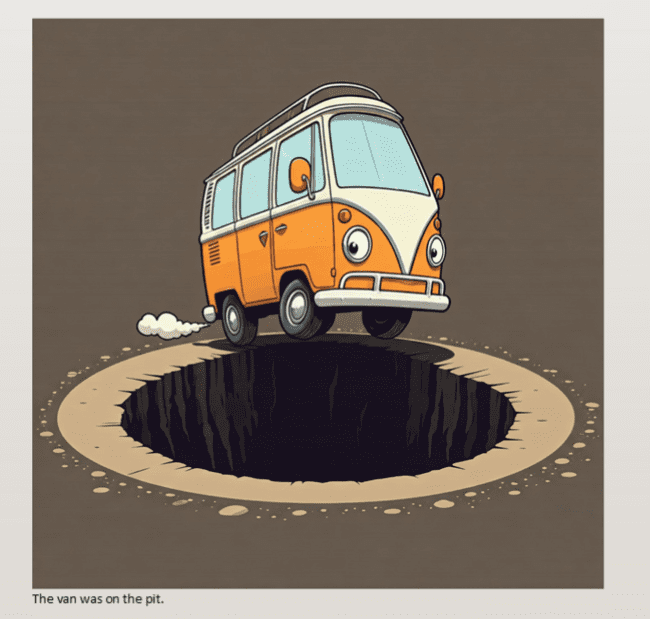 The van was on the pit.